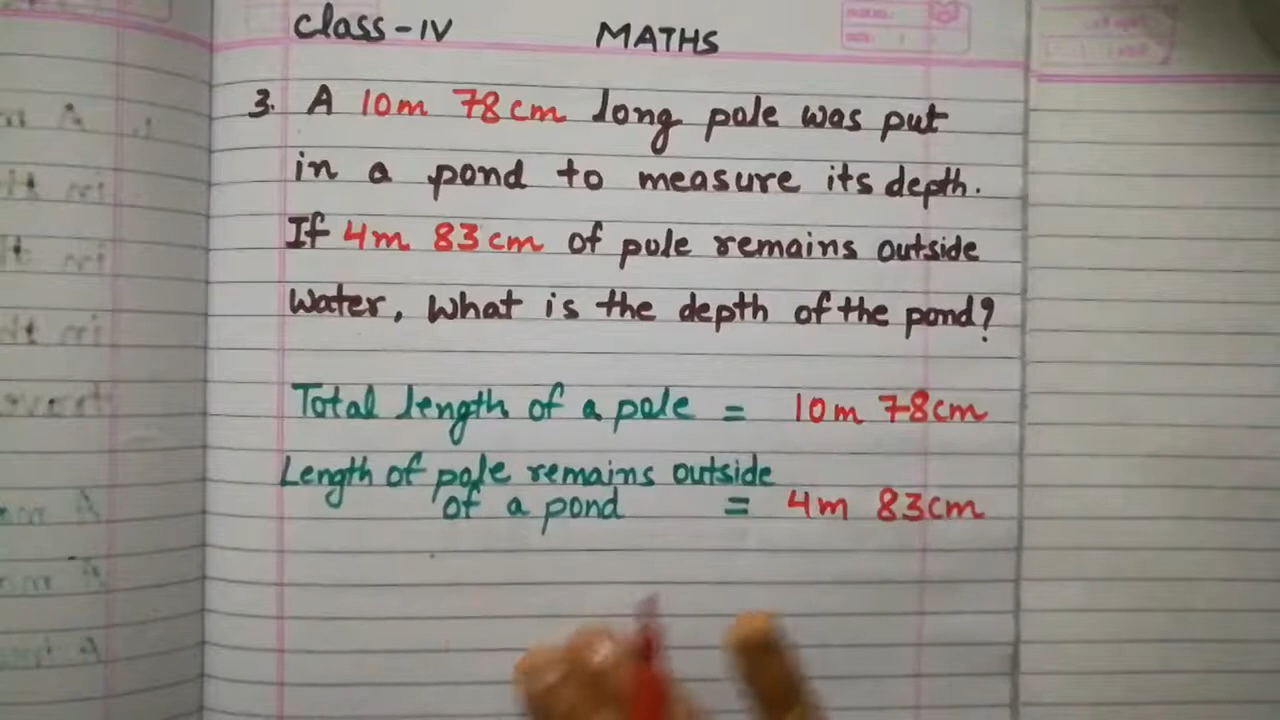 Class-IV MATHS
3. A 10m 78cm long pole was put
in a pond to measure its depth.
If 4m 83cm of pole remains outside
water, What is the depth of the pond?
Total length of a pole = 10m 78cm
Length of pole remains outside
of a pond = 4m 83cm